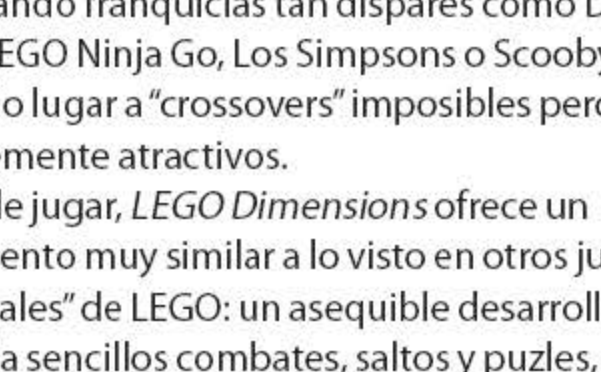 ando franquicias tan dispares como D
EGO Ninja Go, Los Simpsons o Scooby
o lugar a “crossovers” imposibles pero
emente atractivos.
de jugar, LEGO Dimensions ofrece un
ento muy similar a lo visto en otros ju
ales” de LEGO: un asequible desarroll
a sencillos combates, saltos y puzles,